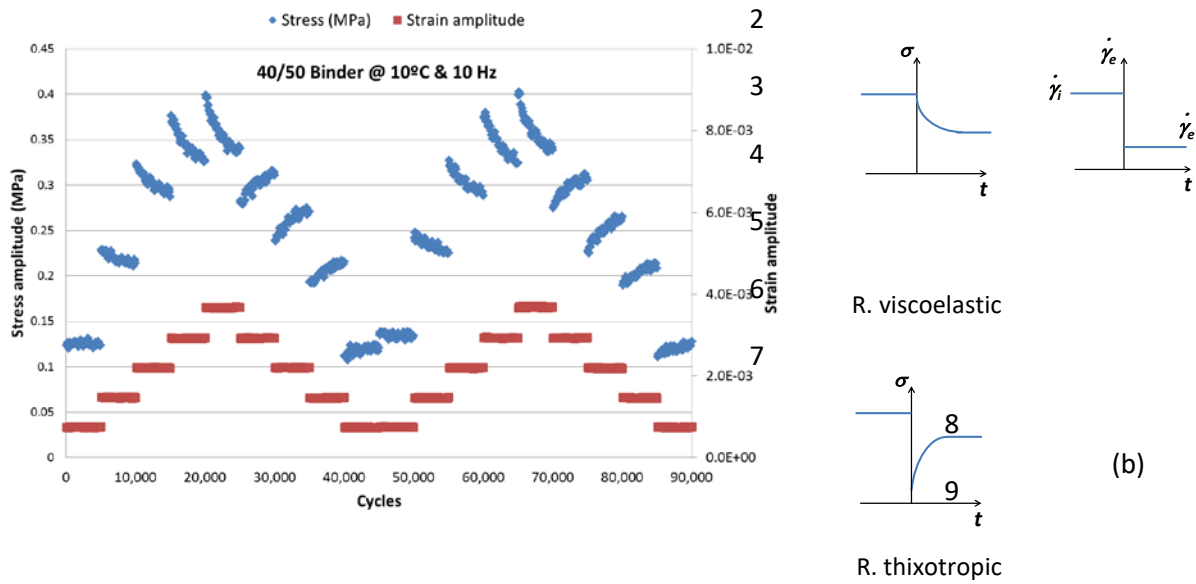 Stress (MPa) Strain amplitude
40/50 Binder @ 10ºC & 10 Hz
Stress amplitude (MPa)
0.45
0.4
0.35
0.3
0.25
0.2
0.15
0.1
0.05
0
0 10,000 20,000 30,000 40,000 50,000 60,000 70,000 80,000 90,000
Cycles
1.0E-02
8.0E-03
6.0E-03
4.0E-03
2.0E-03
0.0E+00
Strain amplitude
2
3
4
5
6
7
σ
t
γ̇e
γ̇i
γ̇e
t
R. viscoelastic
σ
8
9
t
(b)
R. thixotropic